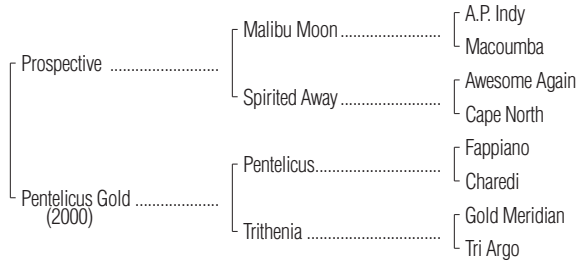 A.P. Indy
Malibu Moon ....................
Macoumba
Prospective ......................
Awesome Again
Spirited Away ....................
Cape North
Fappiano
Pentelicus.........................
Charedi
Pentelicus Gold .................
(2000)
Gold Meridian
Trithenia ...........................
Tri Argo